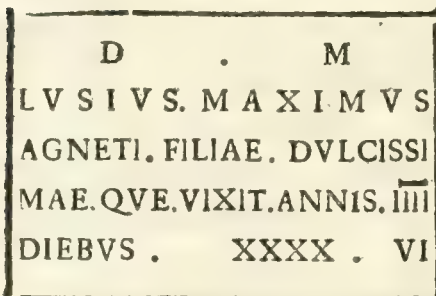 D . M
LVSIVS. MAXIMVS
AGNETI. FILIAE. DVLCISSI
MAE. QVE. VIXIT. ANNIS. IIII
DIEBVS . XXXX . VI